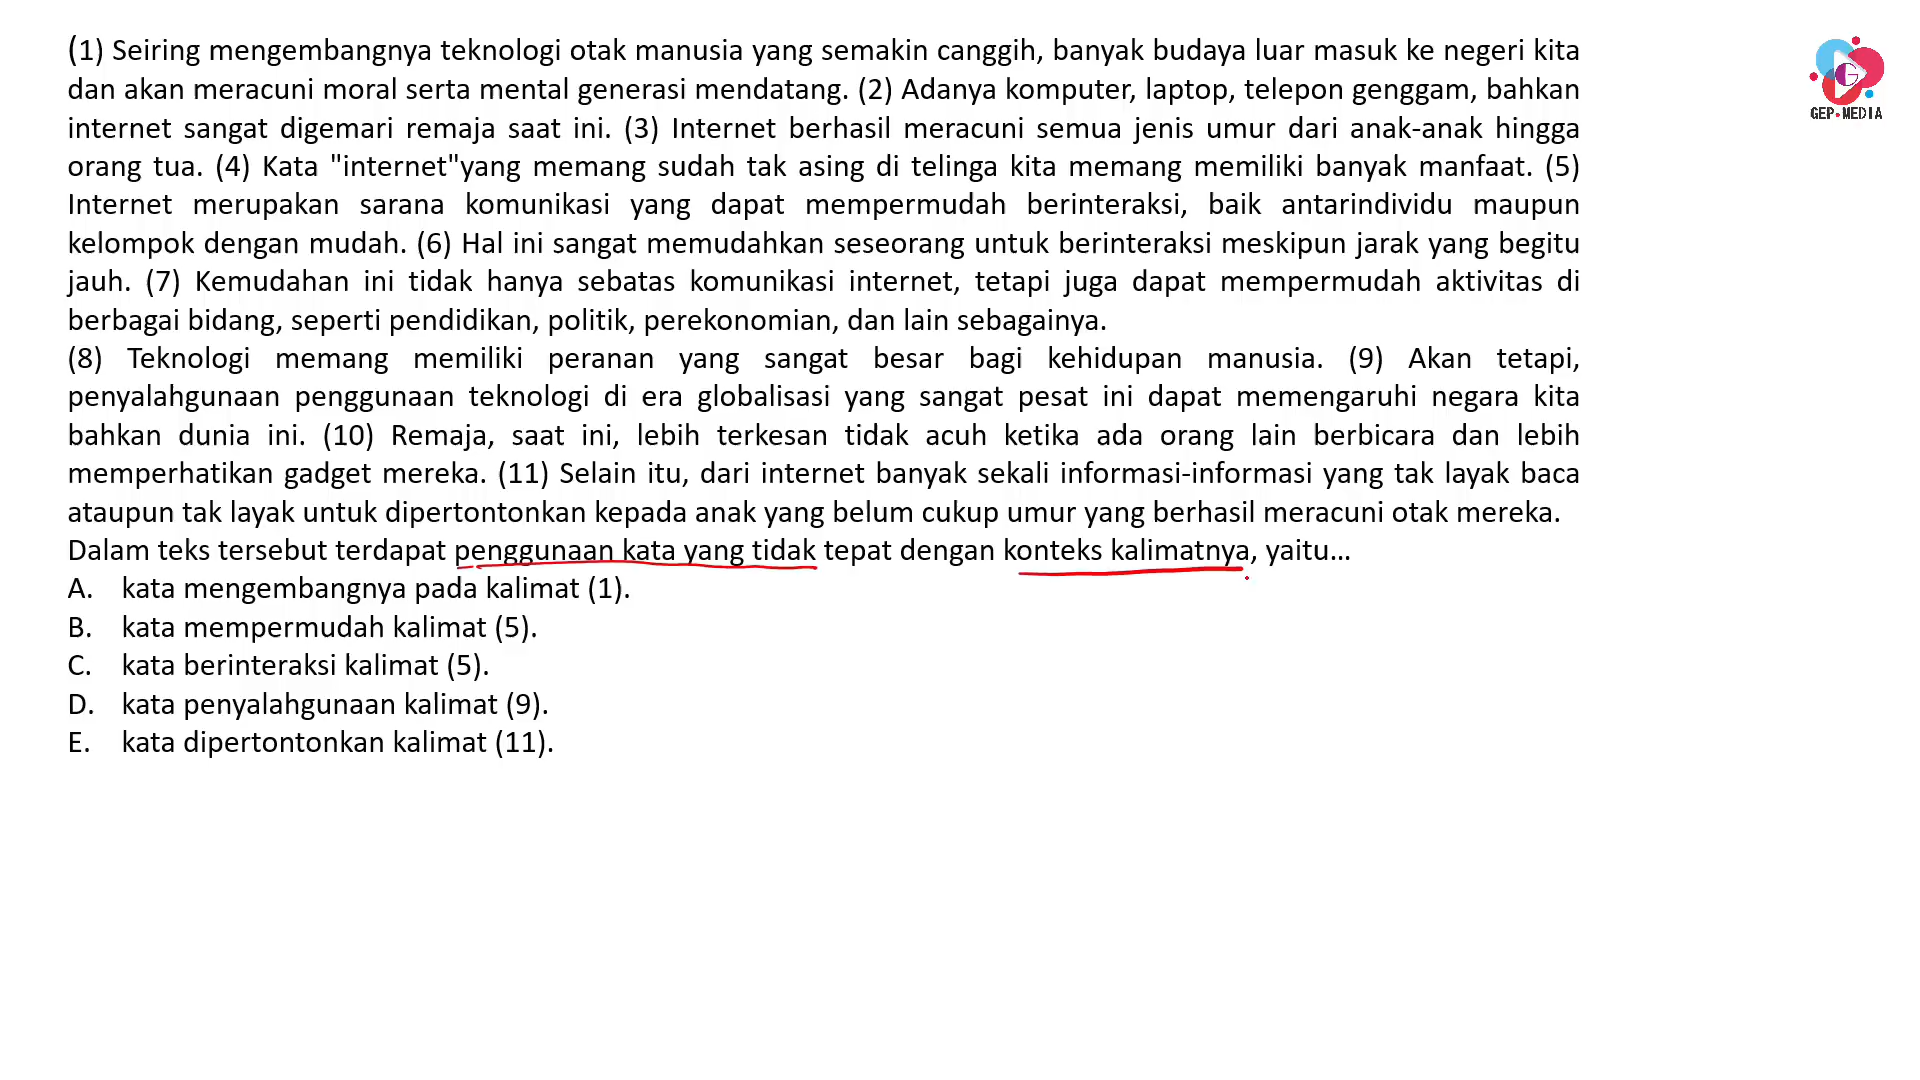 (1) Seiring mengembangnya teknologi otak manusia yang semakin canggih, banyak budaya luar masuk ke negeri kita
dan akan meracuni moral serta mental generasi mendatang. (2) Adanya komputer, laptop, telepon genggam, bahkan
internet sangat digemari remaja saat ini. (3) Internet berhasil meracuni semua jenis umur dari anak-anak hingga
orang tua. (4) Kata "internet"yang memang sudah tak asing di telinga kita memang memiliki banyak manfaat. (5)
Internet merupakan sarana komunikasi yang dapat mempermudah berinteraksi, baik antarindividu maupun
kelompok dengan mudah. (6) Hal ini sangat memudahkan seseorang untuk berinteraksi meskipun jarak yang begitu
jauh. (7) Kemudahan ini tidak hanya sebatas komunikasi internet, tetapi juga dapat mempermudah aktivitas di
berbagai bidang, seperti pendidikan, politik, perekonomian, dan lain sebagainya.
(8) Teknologi memang memiliki peranan yang sangat besar bagi kehidupan manusia. (9) Akan tetapi,
penyalahgunaan penggunaan teknologi di era globalisasi yang sangat pesat ini dapat memengaruhi negara kita
bahkan dunia ini. (10) Remaja, saat ini, lebih terkesan tidak acuh ketika ada orang lain berbicara dan lebih
memperhatikan gadget mereka. (11) Selain itu, dari internet banyak sekali informasi-informasi yang tak layak baca
ataupun tak layak untuk dipertontonkan kepada anak yang belum cukup umur yang berhasil meracuni otak mereka.
Dalam teks tersebut terdapat penggunaan kata yang tidak tepat dengan konteks kalimatnya, yaitu...
A. kata mengembangnya pada kalimat (1).
B. kata mempermudah kalimat (5).
C. kata berinteraksi kalimat (5).
D. kata penyalahgunaan kalimat (9).
E. kata dipertontonkan kalimat (11).
G
GEP MEDIA